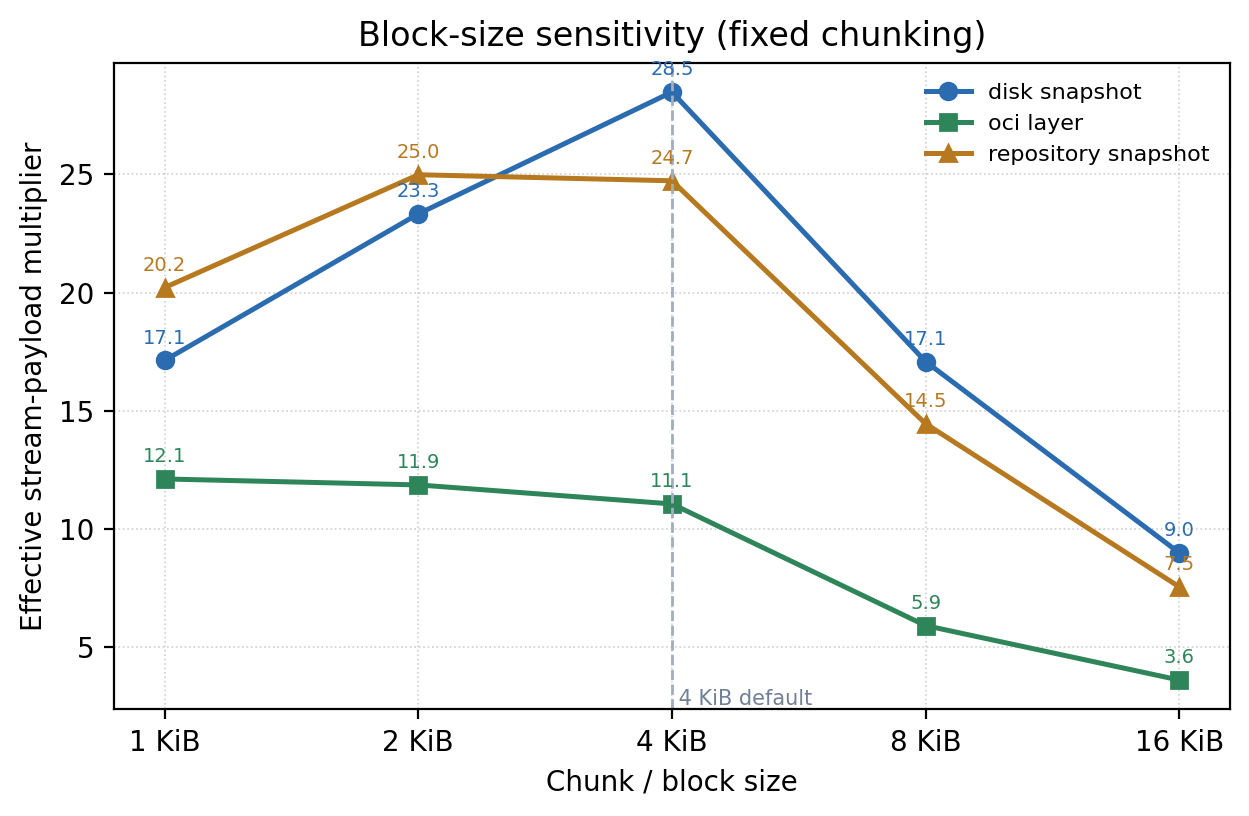 Block-size sensitivity (fixed chunking)
28.5
disk snapshot
oci layer
repository snapshot
25.0
24.7
23.3
20.2
17.1
17.1
14.5
12.1
11.9
11.1
9.0
7.5
5.9
3.6
4 KiB default
Effective stream-payload multiplier
25
20
15
10
5
1 KiB
2 KiB
4 KiB
8 KiB
16 KiB
Chunk / block size